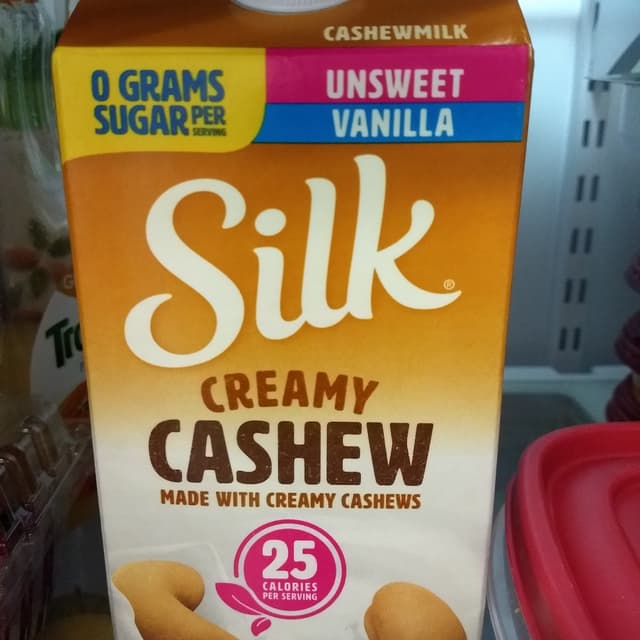 CASHEWMILK
0 GRAMS
SUGAR PER
SERVING
UNSWEET
VANILLA
Silk®
CREAMY
CASHEW
MADE WITH CREAMY CASHEWS
25
CALORIES
PER SERVING
Tro